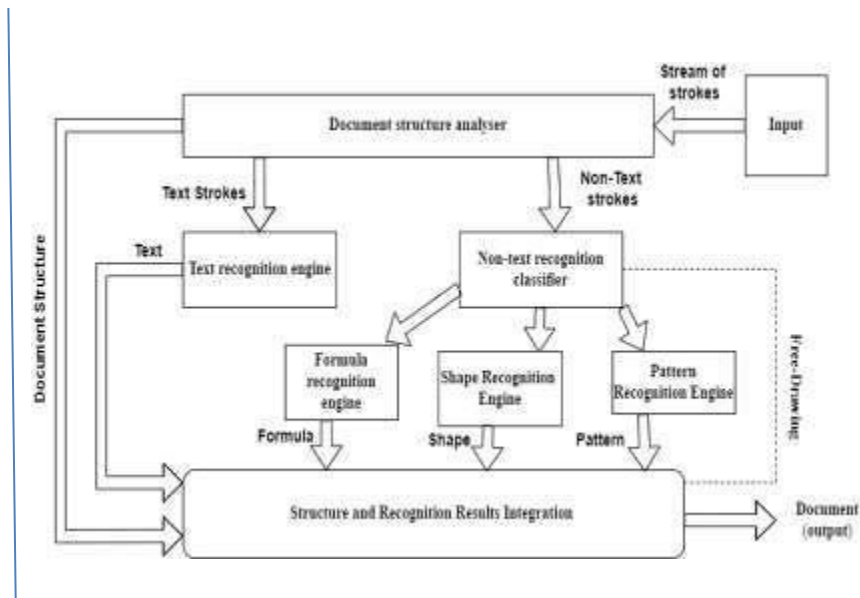 Stream of
strokes
Document structure analyser
Input
Text Strokes
Non-Text
strokes
Text
Text recognition engine
Non-text recognition
classifier
Document Structure
Free-Drawing
Formula
recognition
engine
Shape Recognition
Engine
Pattern
Recognition Engine
Formula
Shape
Pattern
Structure and Recognition Results Integration
Document
(output)